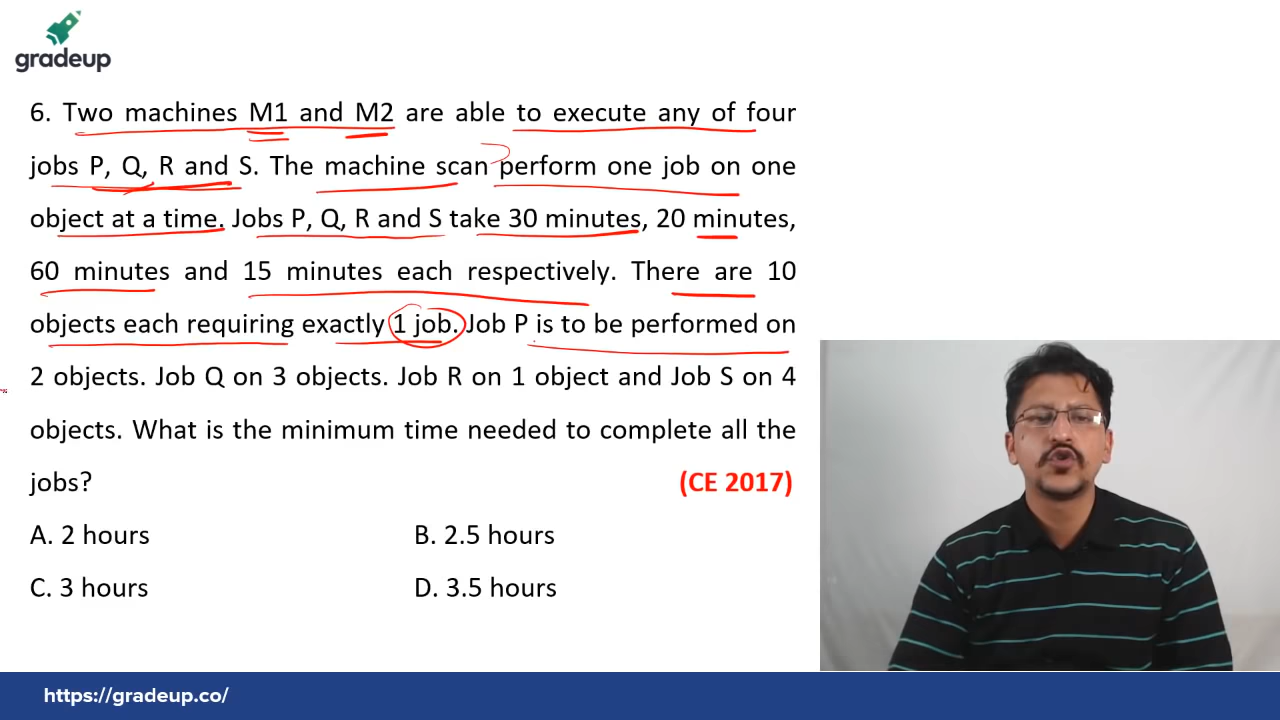 gradeup
6. Two machines M1 and M2 are able to execute any of four
jobs P, Q, R and S. The machine scan perform one job on one
object at a time. Jobs P, Q, R and S take 30 minutes, 20 minutes,
60 minutes and 15 minutes each respectively. There are 10
objects each requiring exactly 1 job. Job P is to be performed on
2 objects. Job Q on 3 objects. Job R on 1 object and Job S on 4
objects. What is the minimum time needed to complete all the
jobs? (CE 2017)
A. 2 hours B. 2.5 hours
C. 3 hours D. 3.5 hours
https://gradeup.co/